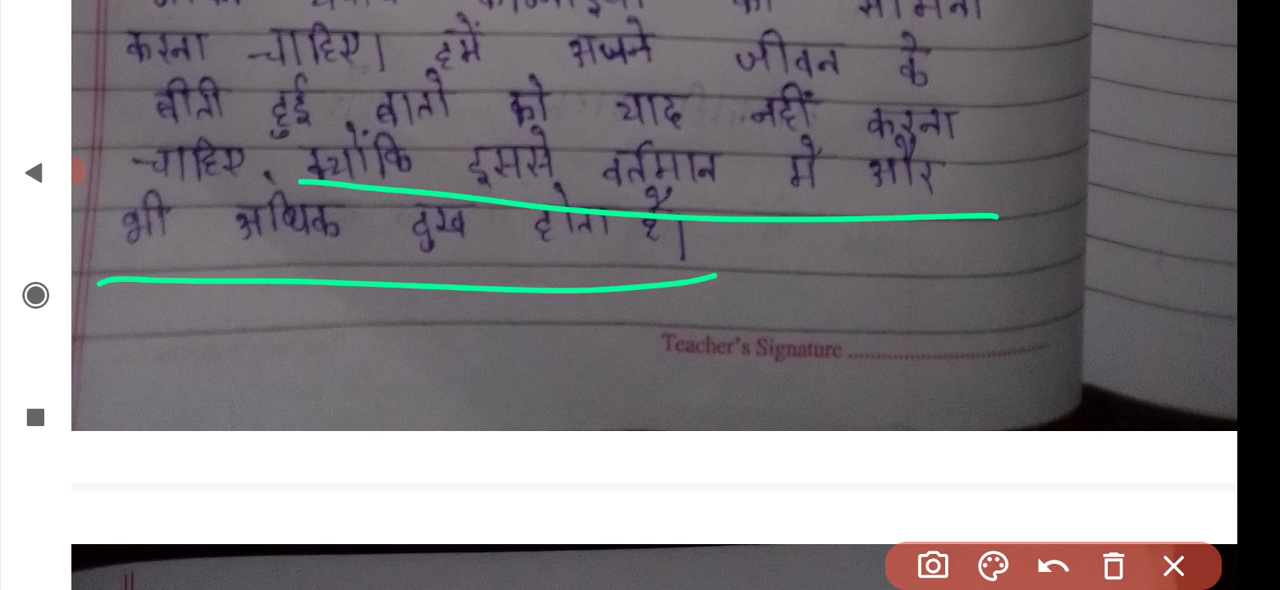 करना चाहिए। हमें अपने जीवन के
बीती हुई बातो को याद नहीं करना
चाहिए, क्योंकि इससे वर्तमान में और
भी अधिक दुख होता है।
Teacher's Signature